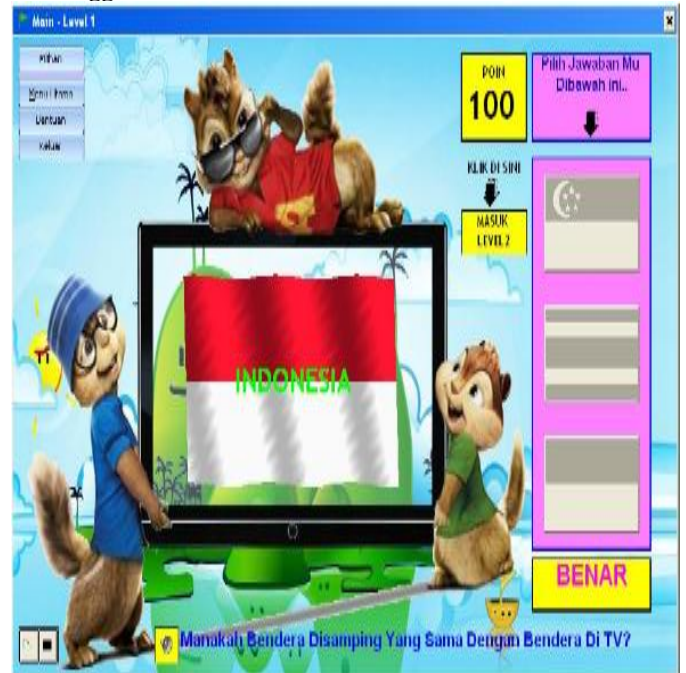 Main - Level 1
Pilihan
Menu Utama
Bantuan
Keluar
POIN
100
Pilih Jawaban Mu
Dibawah Ini..
KLIK DI SINI
MASUK
LEVEL 2
INDONESIA
BENAR
Manakah Bendera Disamping Yang Sama Dengan Bendera Di TV?